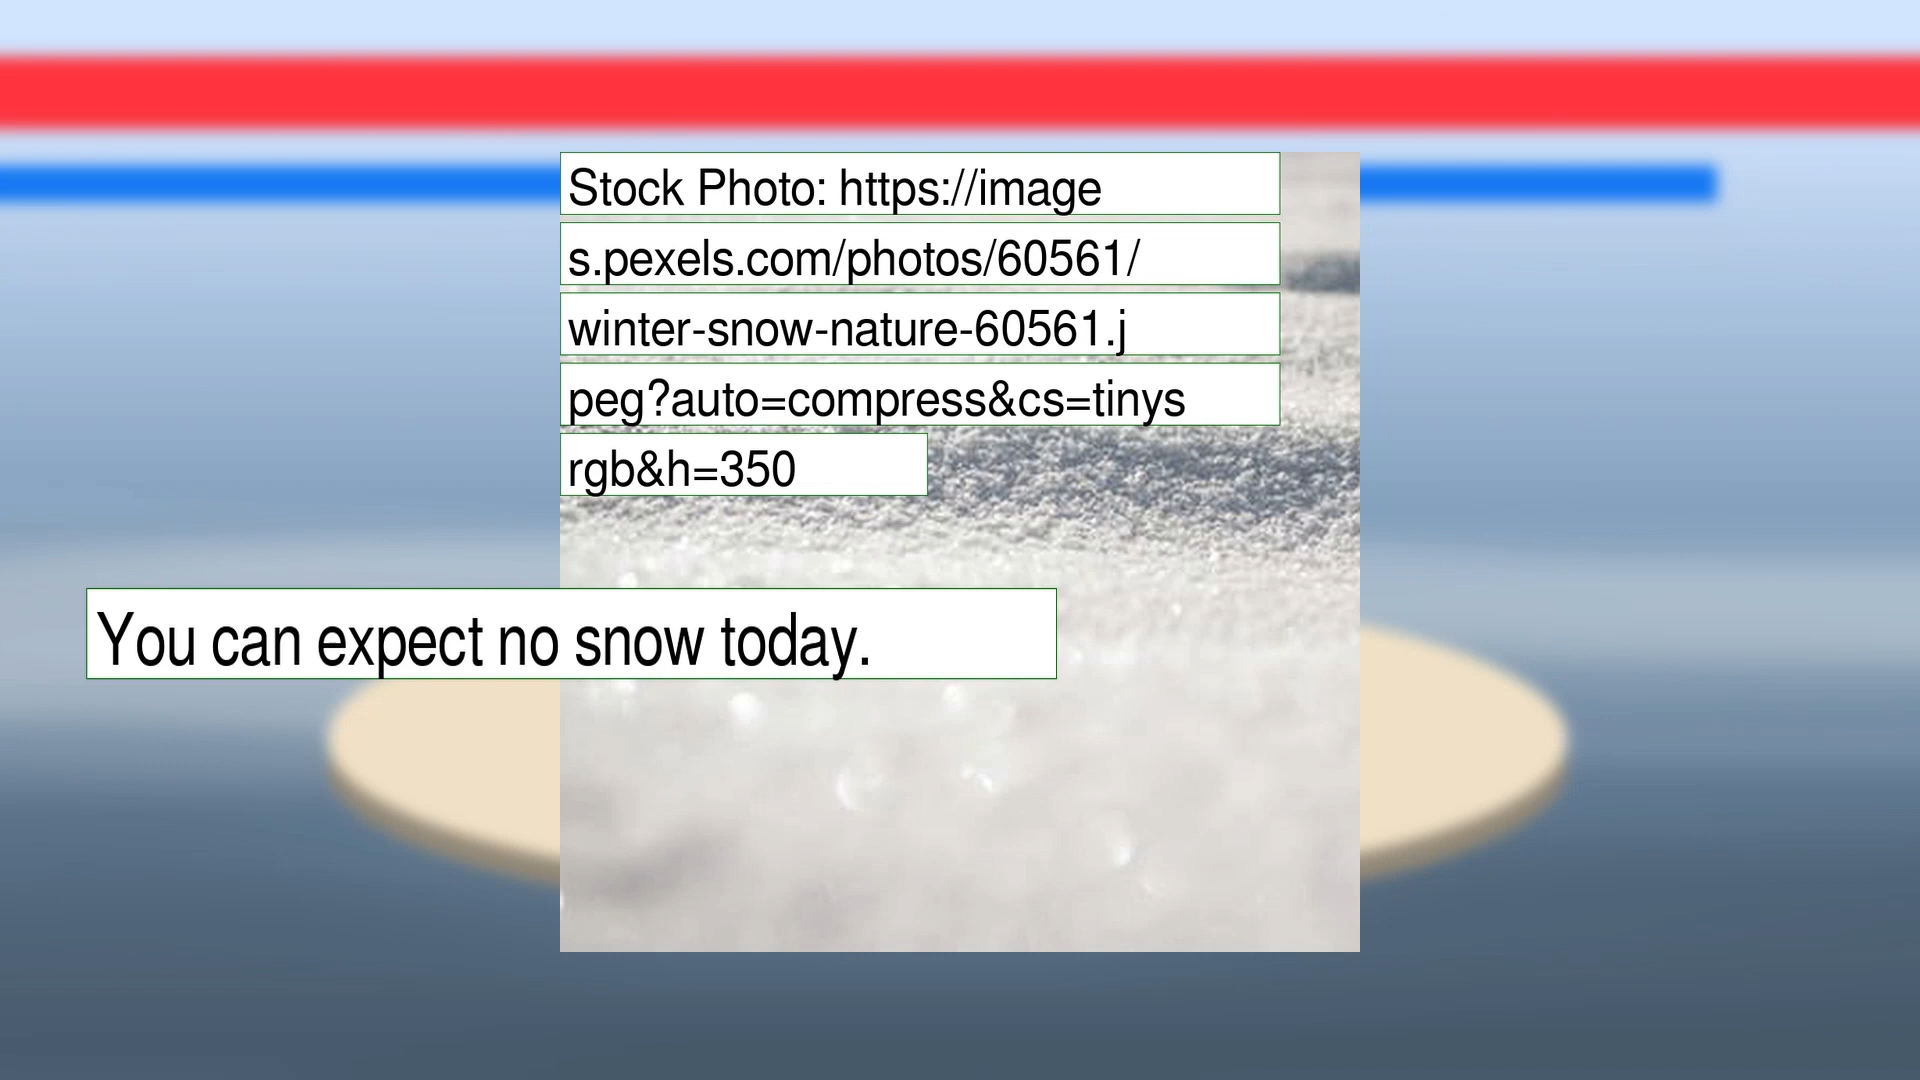 Stock Photo: https://image
s.pexels.com/photos/60561/
winter-snow-nature-60561.j
peg?auto=compress&cs=tinys
rgb&h=350
You can expect no snow today.